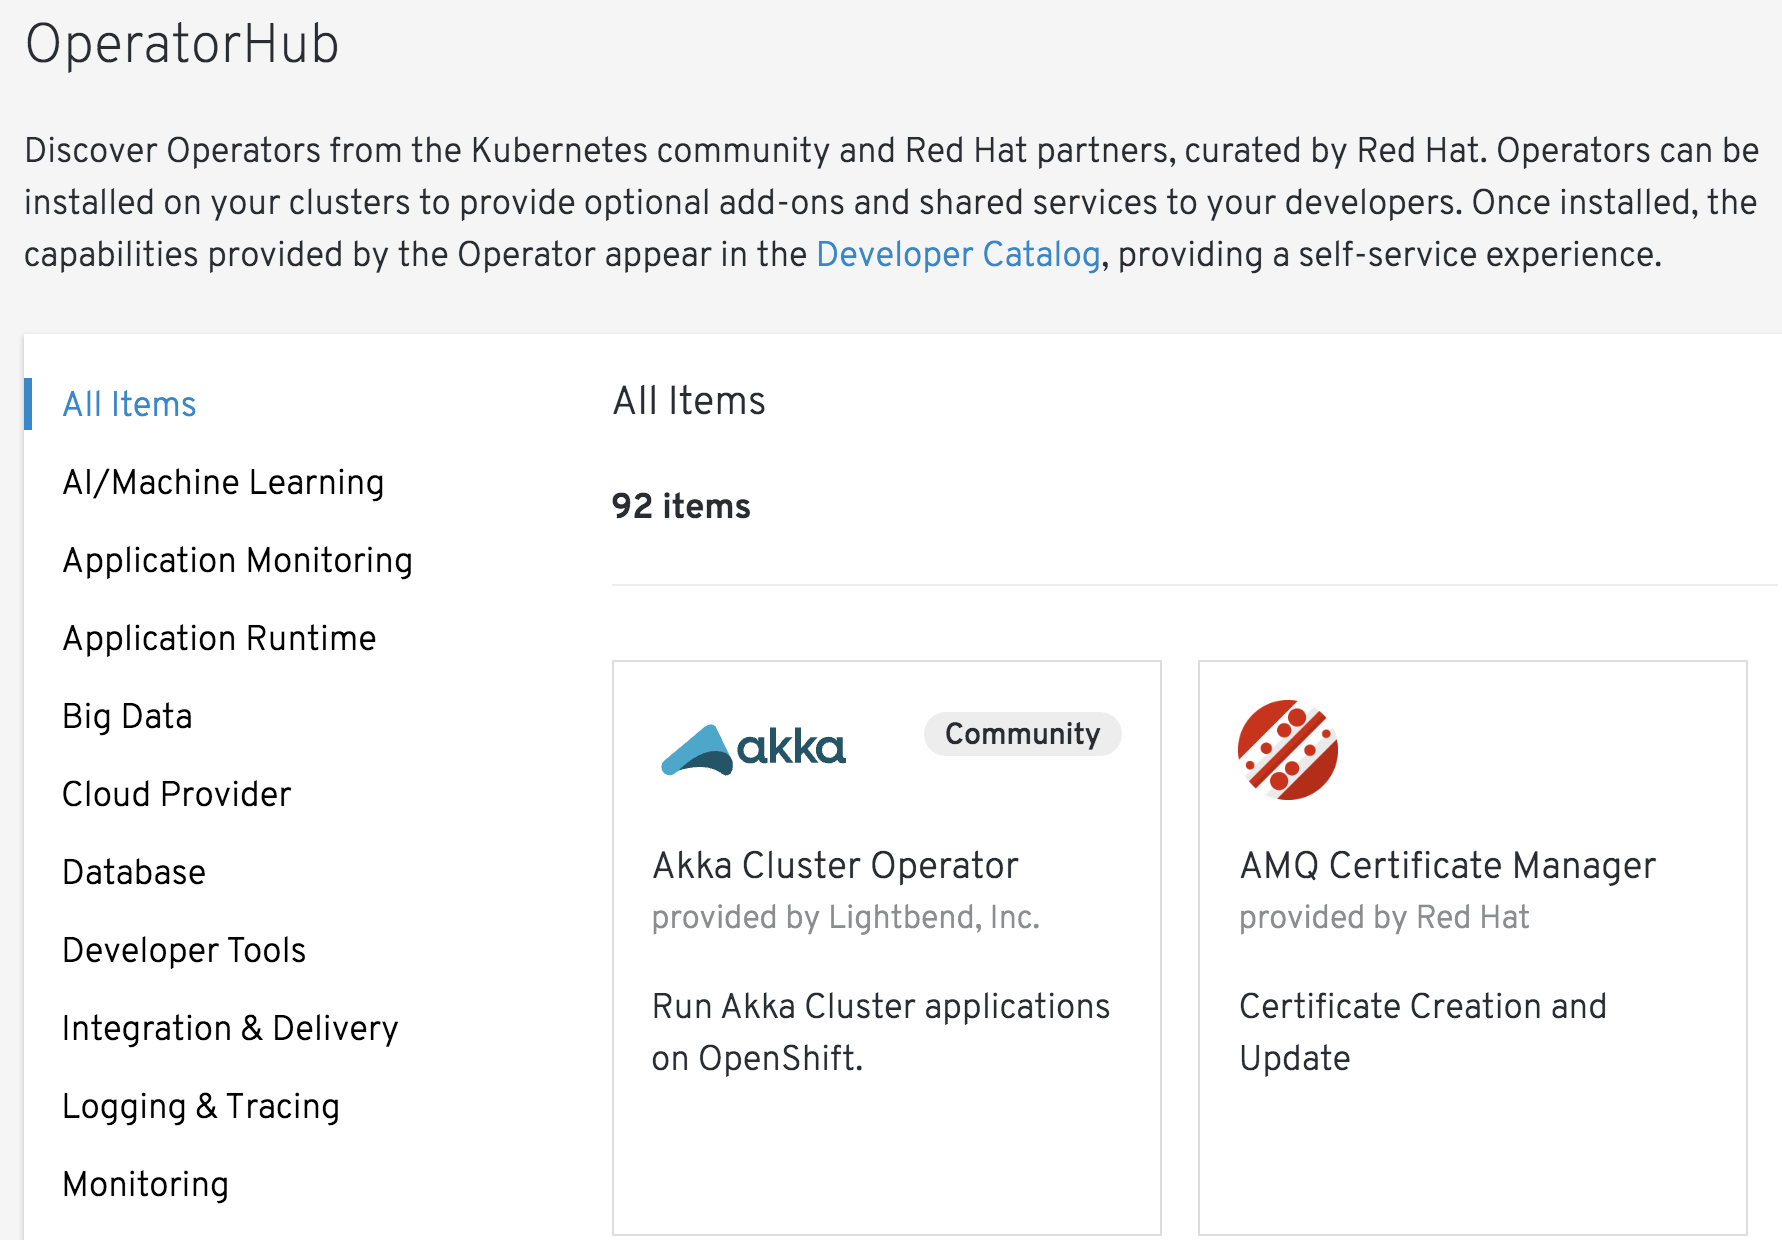 OperatorHub
Discover Operators from the Kubernetes community and Red Hat partners, curated by Red Hat. Operators can be
installed on your clusters to provide optional add-ons and shared services to your developers. Once installed, the
capabilities provided by the Operator appear in the Developer Catalog, providing a self-service experience.
All Items
AI/Machine Learning
Application Monitoring
Application Runtime
Big Data
Cloud Provider
Database
Developer Tools
Integration & Delivery
Logging & Tracing
Monitoring
All Items
92 items
akka
Community
Akka Cluster Operator
provided by Lightbend, Inc.
Run Akka Cluster applications
on OpenShift.
AMQ Certificate Manager
provided by Red Hat
Certificate Creation and
Update